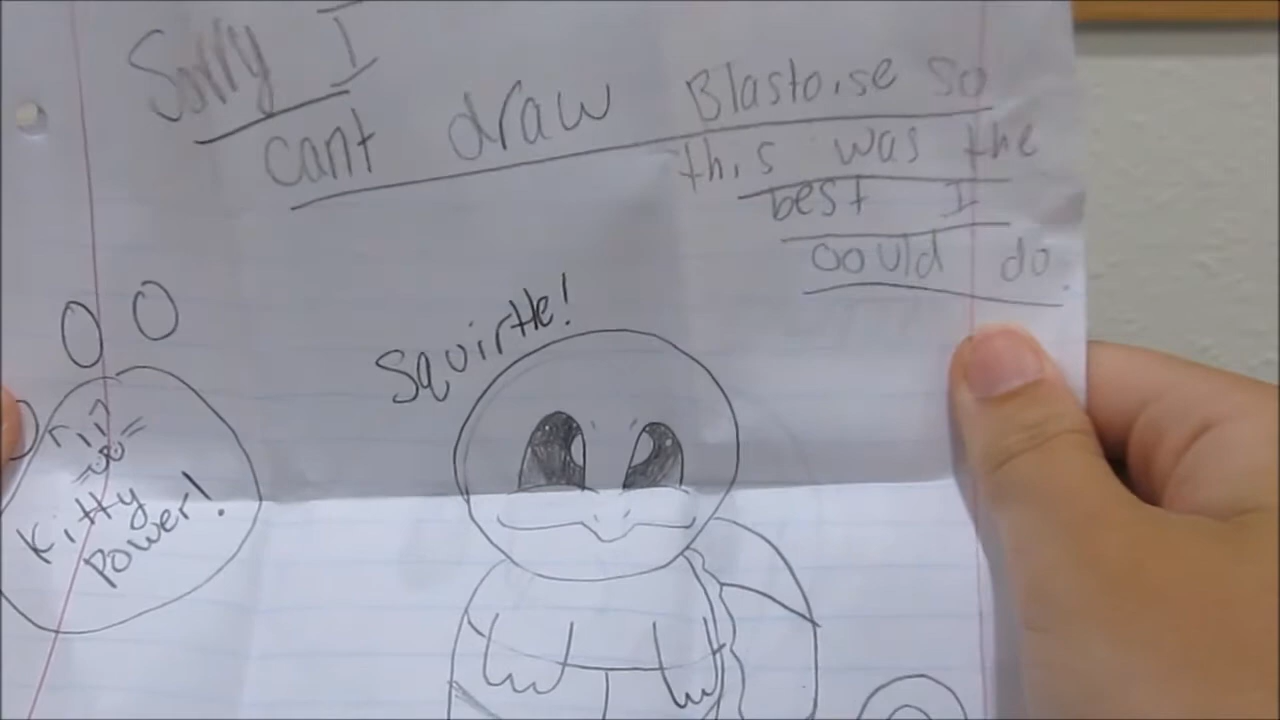 Sorry I
cant draw Blastoise so
this was the
best I
could do.
Squirtle!
Kitty
Power!